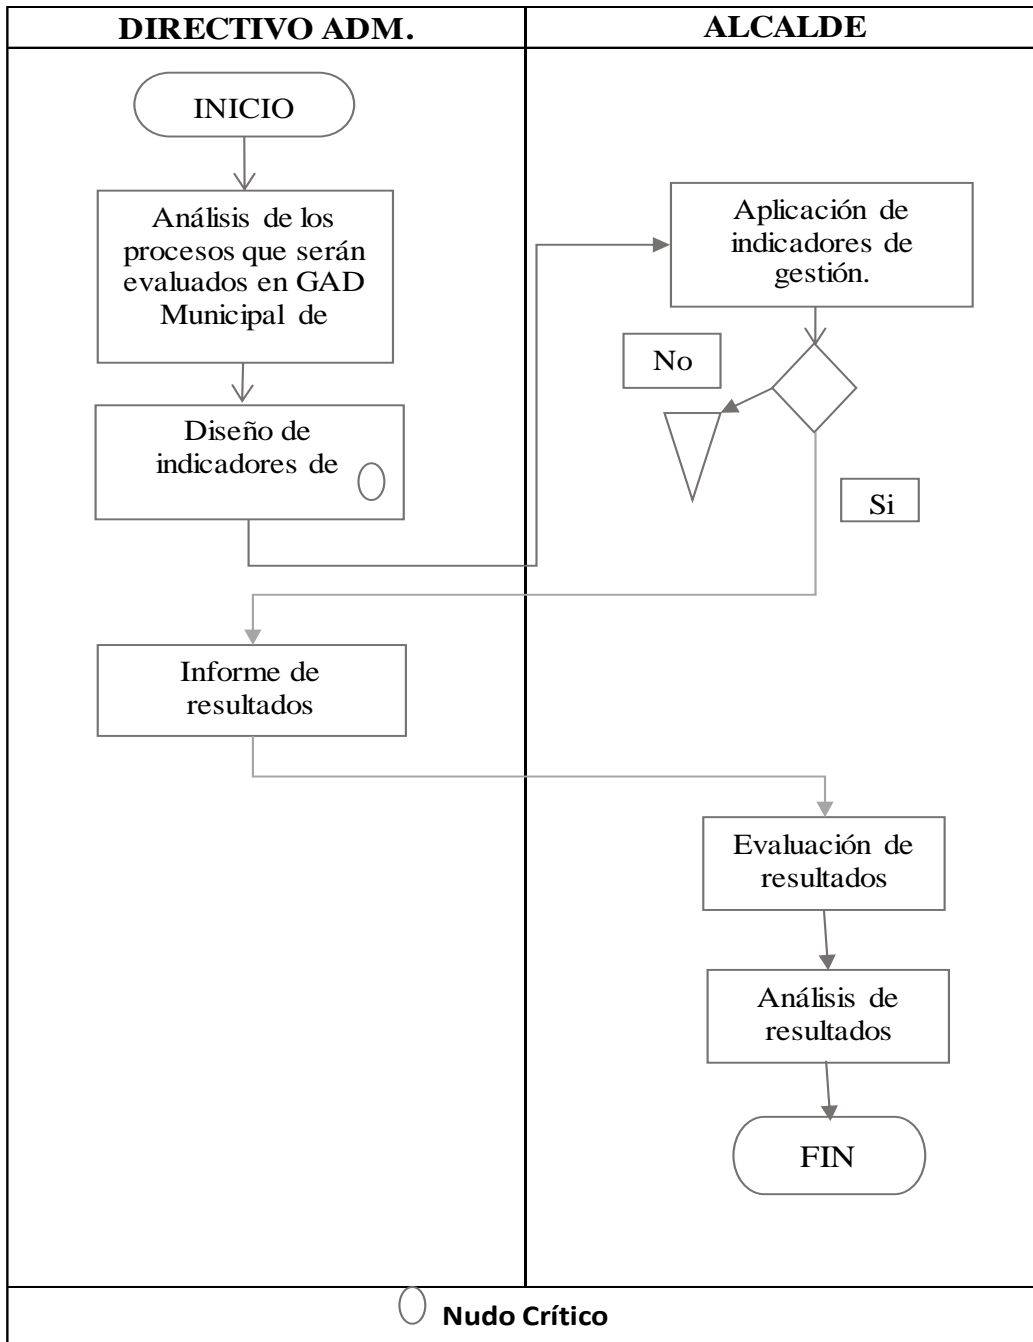 DIRECTIVO ADM.
ALCALDE
INICIO
Análisis de los
procesos que serán
evaluados en GAD
Municipal de
Diseño de
indicadores de
Aplicación de
indicadores de
gestión.
No
Si
Informe de
resultados
Evaluación de
resultados
Análisis de
resultados
FIN
Nudo Crítico